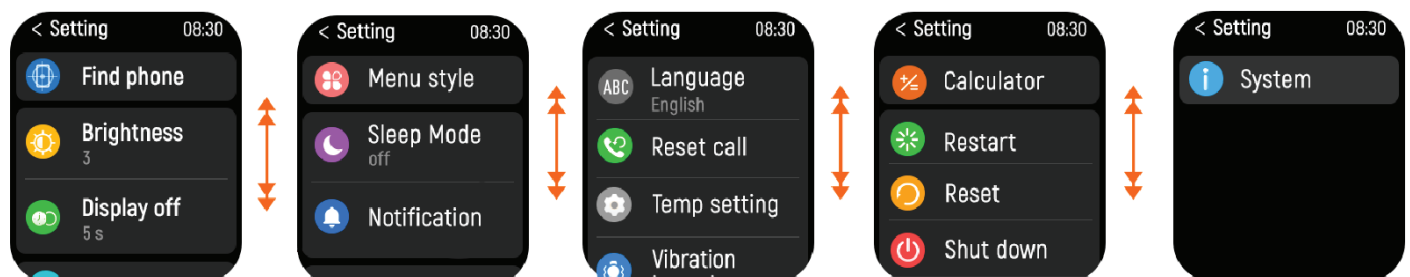 < Setting 08:30
Find phone
Brightness
3
Display off
5 s
< Setting 08:30
Menu style
Sleep Mode
off
Notification
< Setting 08:30
ABC
Language
English
Reset call
Temp setting
Vibration
< Setting 08:30
Calculator
Restart
Reset
Shut down
< Setting 08:30
i
System